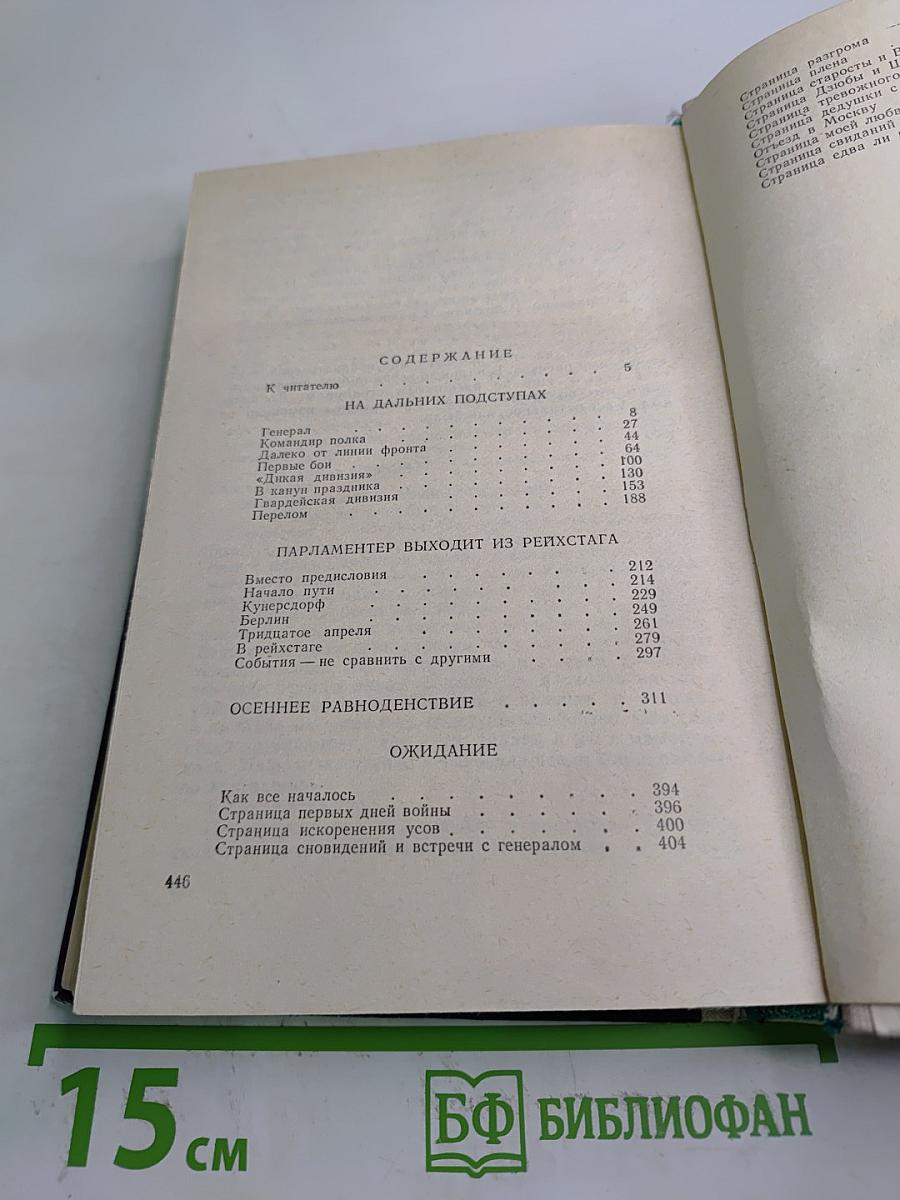 СОДЕРЖАНИЕ
К читателю . . . . . . . . . . 5
НА ДАЛЬНИХ ПОДСТУПАХ
Генерал . . . . . . . . . . 8
Командир полка . . . . . . . . . 27
Далеко от линии фронта . . . . . . . 44
Первые бои . . . . . . . . . . 64
«Дикая дивизия» . . . . . . . . . 100
В канун праздника . . . . . . . . 130
Гвардейская дивизия . . . . . . . . 153
Перелом . . . . . . . . . . 188
ПАРЛАМЕНТЕР ВЫХОДИТ ИЗ РЕЙХСТАГА
Вместо предисловия . . . . . . . . 212
Начало пути . . . . . . . . . 214
Кунерсдорф . . . . . . . . . 229
Берлин . . . . . . . . . . 249
Тридцатое апреля . . . . . . . . 261
В рейхстаге . . . . . . . . . 279
События — не сравнить с другими . . . . 297
ОСЕННЕЕ РАВНОДЕНСТВИЕ . . . . . 311
ОЖИДАНИЕ
Как все началось . . . . . . . . . 394
Страница первых дней войны . . . . . . 396
Страница искоренения усов . . . . . . . 400
Страница сновидений и встречи с генералом . . 404
446
Страница разгрома
Страница плена
Страница старосты и
Страница Дзюбы и
Страница тревожного
Страница дедушки с
Отъезд в Москву
Страница моей
Страница свиданий
Страница едва ли
15 см
БФ БИБЛИОФАН